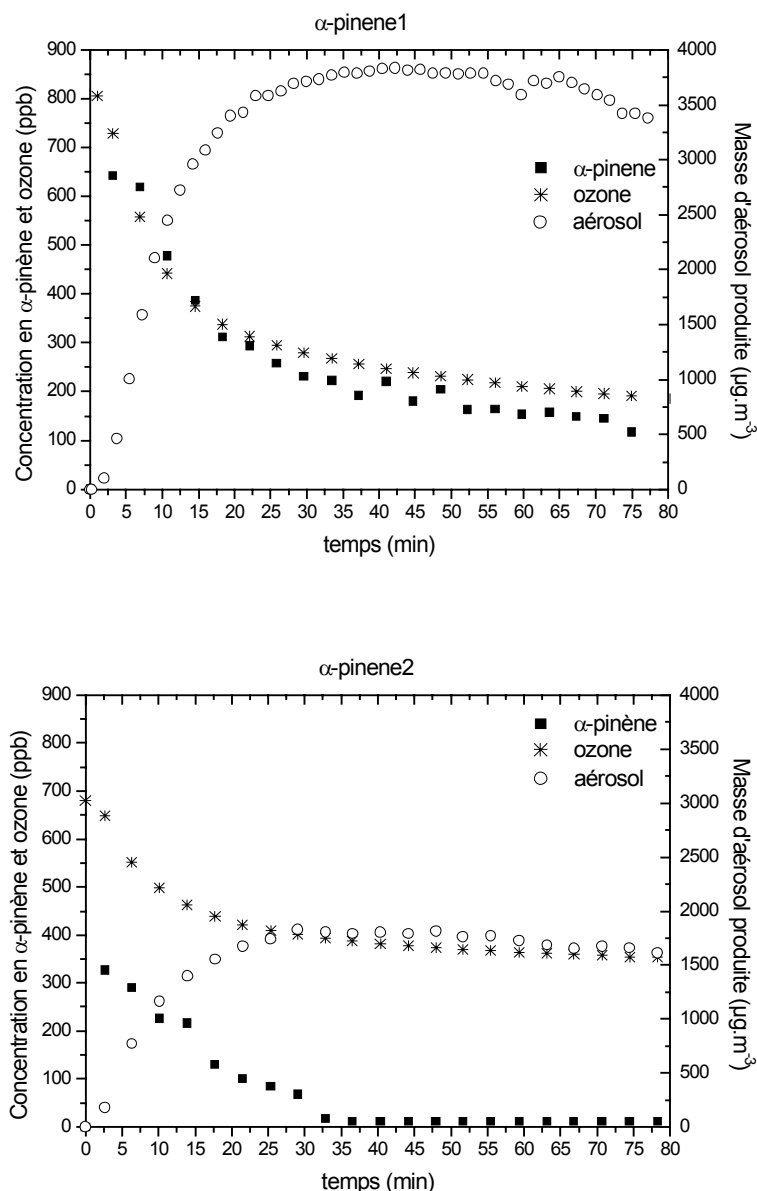 α-pinene1
Concentration en α-pinène et ozone (ppb)
900
800
700
600
500
400
300
200
100
0
α-pinene
ozone
aérosol
4000
3500
3000
2500
2000
1500
1000
500
0
Masse d'aérosol produite (µg.m-3)
0 5 10 15 20 25 30 35 40 45 50 55 60 65 70 75 80
temps (min)
α-pinene2
Concentration en α-pinène et ozone (ppb)
900
800
700
600
500
400
300
200
100
0
α-pinène
ozone
aérosol
4000
3500
3000
2500
2000
1500
1000
500
0
Masse d'aérosol produite (µg.m-3)
0 5 10 15 20 25 30 35 40 45 50 55 60 65 70 75 80
temps (min)